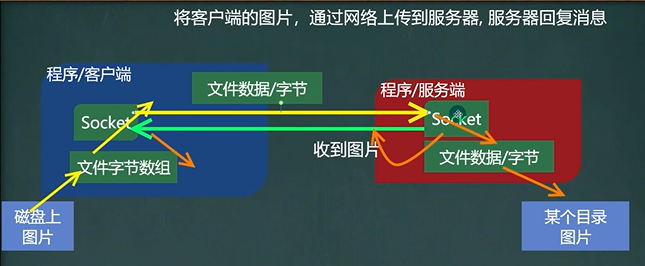 将客户端的图片，通过网络上传到服务器, 服务器回复消息
程序/客户端
文件数据/字节
程序/服务端
Socket
Socket
收到图片
文件数据/字节
文件字节数组
磁盘上
图片
某个目录
图片